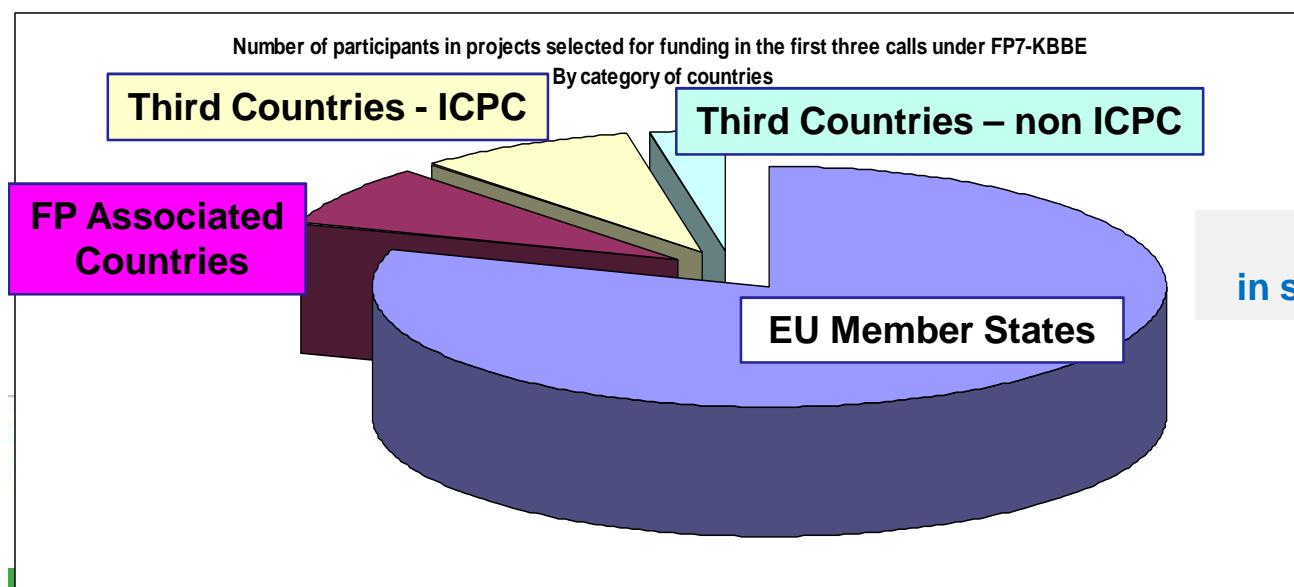 Number of participants in projects selected for funding in the first three calls under FP7-KBBE
By category of countries
Third Countries - ICPC
Third Countries – non ICPC
FP Associated
Countries
in s
EU Member States